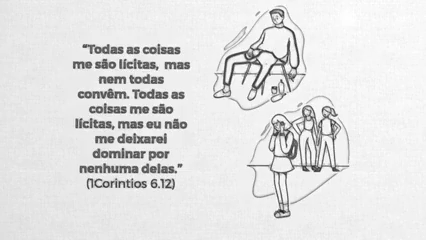 “Todas as coisas
me são lícitas, mas
nem todas
convêm. Todas as
coisas me são
lícitas, mas eu não
me deixarei
dominar por
nenhuma delas.”
(1Corintios 6.12)